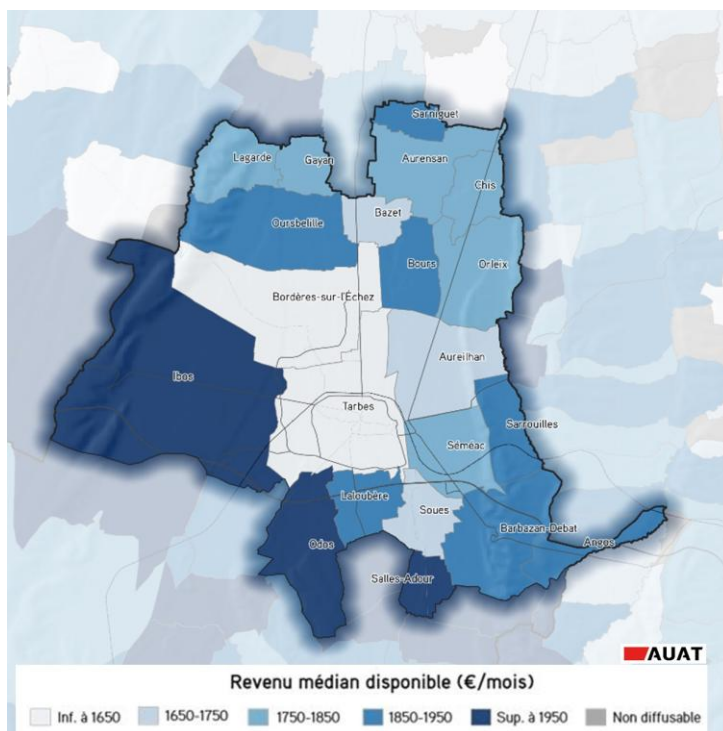 Sarniguet
Lagarde
Gayan
Aurensan
Chis
Bazet
Oursbelille
Bours
Orleix
Bordères-sur-l'Échez
Aureilhan
Ibos
Tarbes
Sarrouilles
Séméac
Laloubère
Soues
Barbazan-Debat
Angos
Odos
Salles-Adour
AUAT
Revenu médian disponible (€/mois)
Inf. à 1650 1650-1750 1750-1850 1850-1950 Sup. à 1950 Non diffusable